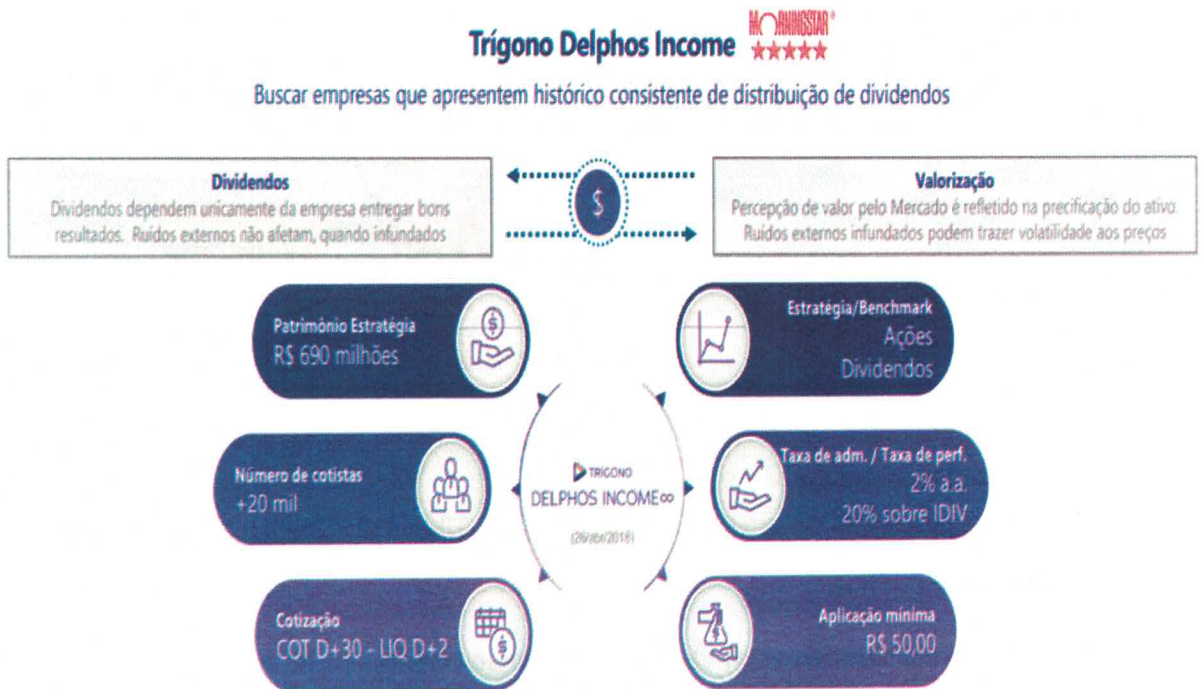 Trígono Delphos Income
MORNINGSTAR®
Buscar empresas que apresentem histórico consistente de distribuição de dividendos
Dividendos
Dividendos dependem unicamente da empresa entregar bons
resultados. Ruídos externos não afetam, quando infundados
$
Valorização
Percepção de valor pelo Mercado é refletido na precificação do ativo.
Ruídos externos infundados podem trazer volatilidade aos preços
Patrimônio Estratégia
R$ 690 milhões
Estratégia/Benchmark
Ações
Dividendos
Número de cotistas
+20 mil
TRÍGONO
DELPHOS INCOME∞
(26/abr/2018)
Taxa de adm. / Taxa de perf.
2% a.a.
20% sobre IDIV
Cotização
COT D+30 - LIQ D+2
Aplicação mínima
R$ 50,00